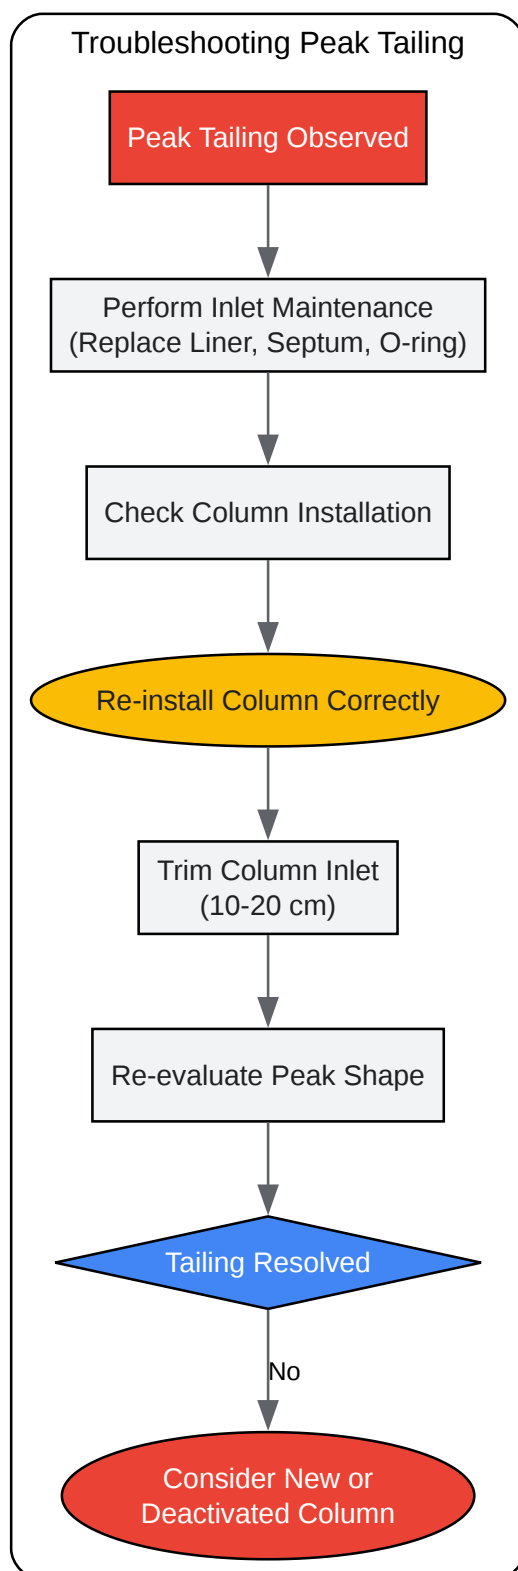 Troubleshooting Peak Tailing
Peak Tailing Observed
Perform Inlet Maintenance
(Replace Liner, Septum, O-ring)
Check Column Installation
Re-install Column Correctly
Trim Column Inlet
(10-20 cm)
Re-evaluate Peak Shape
Tailing Resolved
No
Consider New or
Deactivated Column